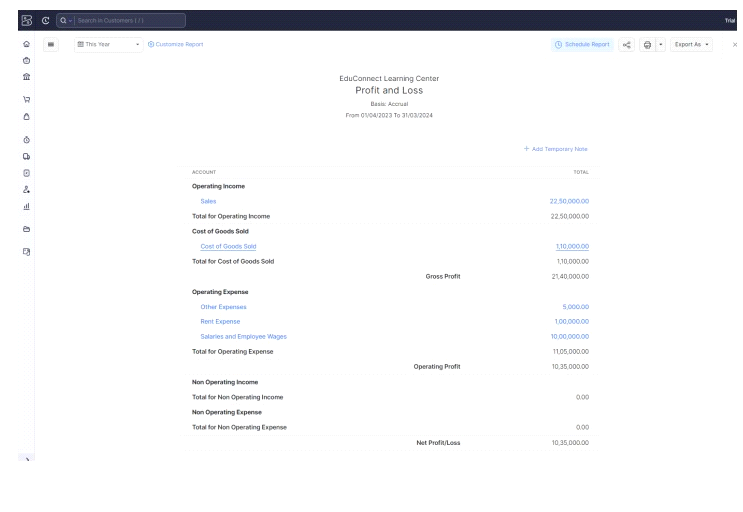 Search in Customers ( / )
Trial
This Year
Customize Report
Schedule Report
Export As
EduConnect Learning Center
Profit and Loss
Basis: Accrual
From 01/04/2023 To 31/03/2024
+ Add Temporary Note
ACCOUNT TOTAL
Operating Income
Sales 22,50,000.00
Total for Operating Income 22,50,000.00
Cost of Goods Sold
Cost of Goods Sold 1,10,000.00
Total for Cost of Goods Sold 1,10,000.00
Gross Profit 21,40,000.00
Operating Expense
Other Expenses 5,000.00
Rent Expense 1,00,000.00
Salaries and Employee Wages 10,00,000.00
Total for Operating Expense 11,05,000.00
Operating Profit 10,35,000.00
Non Operating Income
Total for Non Operating Income 0.00
Non Operating Expense
Total for Non Operating Expense 0.00
Net Profit/Loss 10,35,000.00